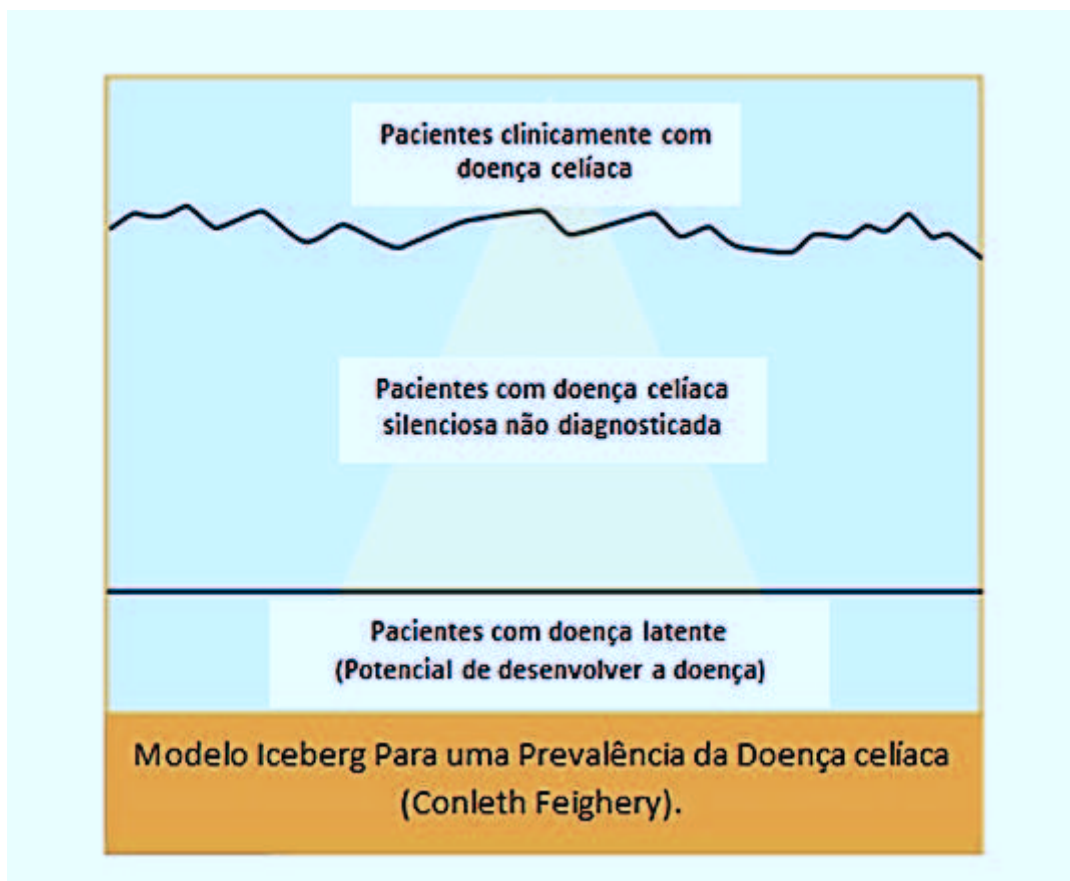 Pacientes clinicamente com
doença celíaca
Pacientes com doença celíaca
silenciosa não diagnosticada
Pacientes com doença latente
(Potencial de desenvolver a doença)
Modelo Iceberg Para uma Prevalência da Doença celíaca
(Conleth Feighery).